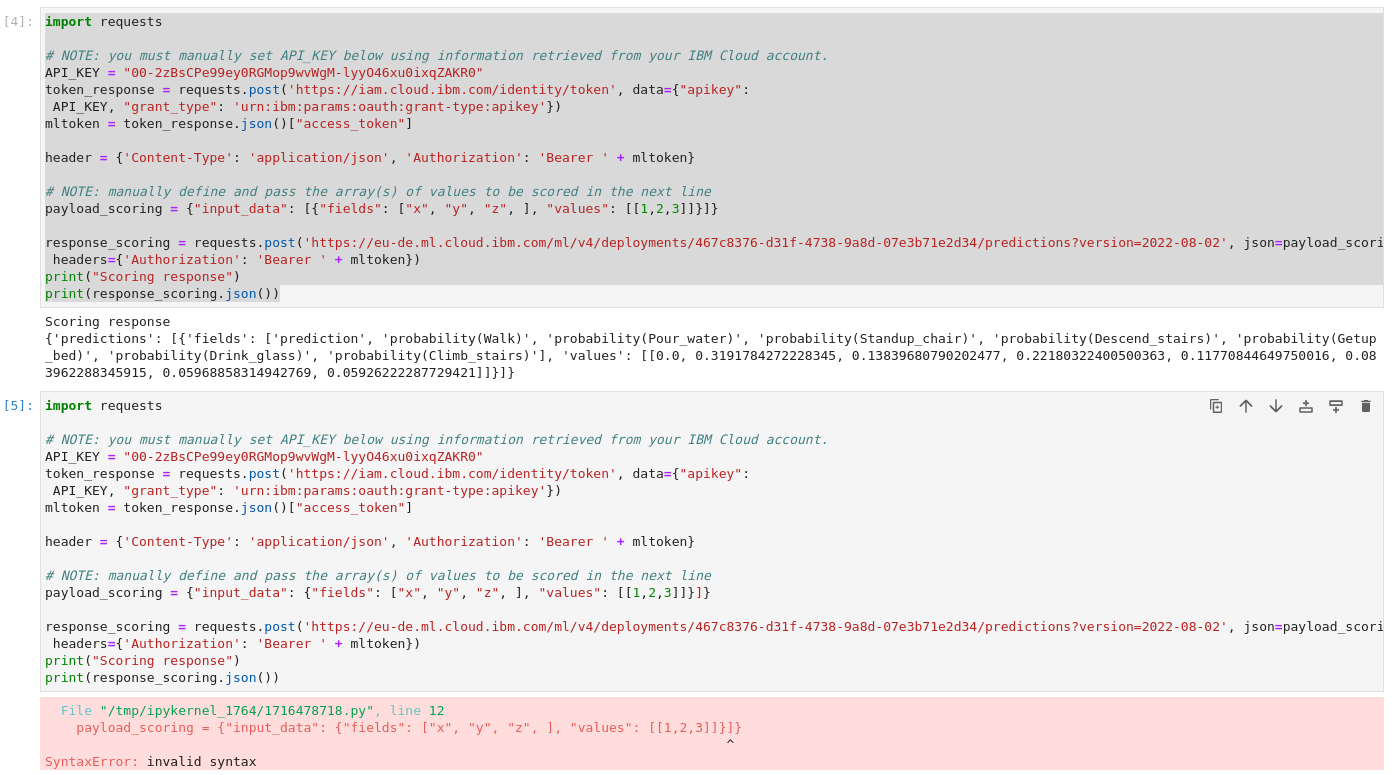 [4]:
import requests
# NOTE: you must manually set API_KEY below using information retrieved from your IBM Cloud account.
API_KEY = "00-2zBsCPe99ey0RGMop9wvWgM-lyyO46xu0ixqZAKR0"
token_response = requests.post('https://iam.cloud.ibm.com/identity/token', data={"apikey":
 API_KEY, "grant_type": 'urn:ibm:params:oauth:grant-type:apikey'})
mltoken = token_response.json()["access_token"]
header = {'Content-Type': 'application/json', 'Authorization': 'Bearer ' + mltoken}
# NOTE: manually define and pass the array(s) of values to be scored in the next line
payload_scoring = {"input_data": [{"fields": ["x", "y", "z", ], "values": [[1,2,3]]}]}
response_scoring = requests.post('https://eu-de.ml.cloud.ibm.com/ml/v4/deployments/467c8376-d31f-4738-9a8d-07e3b71e2d34/predictions?version=2022-08-02', json=payload_scori
 headers={'Authorization': 'Bearer ' + mltoken})
print("Scoring response")
print(response_scoring.json())
Scoring response
{'predictions': [{'fields': ['prediction', 'probability(Walk)', 'probability(Pour_water)', 'probability(Standup_chair)', 'probability(Descend_stairs)', 'probability(Getup
_bed)', 'probability(Drink_glass)', 'probability(Climb_stairs)'], 'values': [[0.0, 0.3191784272228345, 0.13839680790202477, 0.22180322400500363, 0.11770844649750016, 0.08
3962288345915, 0.05968858314942769, 0.05926222287729421]]}]}
[5]:
import requests
# NOTE: you must manually set API_KEY below using information retrieved from your IBM Cloud account.
API_KEY = "00-2zBsCPe99ey0RGMop9wvWgM-lyyO46xu0ixqZAKR0"
token_response = requests.post('https://iam.cloud.ibm.com/identity/token', data={"apikey":
 API_KEY, "grant_type": 'urn:ibm:params:oauth:grant-type:apikey'})
mltoken = token_response.json()["access_token"]
header = {'Content-Type': 'application/json', 'Authorization': 'Bearer ' + mltoken}
# NOTE: manually define and pass the array(s) of values to be scored in the next line
payload_scoring = {"input_data": {"fields": ["x", "y", "z", ], "values": [[1,2,3]]}]}
response_scoring = requests.post('https://eu-de.ml.cloud.ibm.com/ml/v4/deployments/467c8376-d31f-4738-9a8d-07e3b71e2d34/predictions?version=2022-08-02', json=payload_scori
 headers={'Authorization': 'Bearer ' + mltoken})
print("Scoring response")
print(response_scoring.json())
File "/tmp/ipykernel_1764/1716478718.py", line 12
payload_scoring = {"input_data": {"fields": ["x", "y", "z", ], "values": [[1,2,3]]}]}
^
SyntaxError: invalid syntax